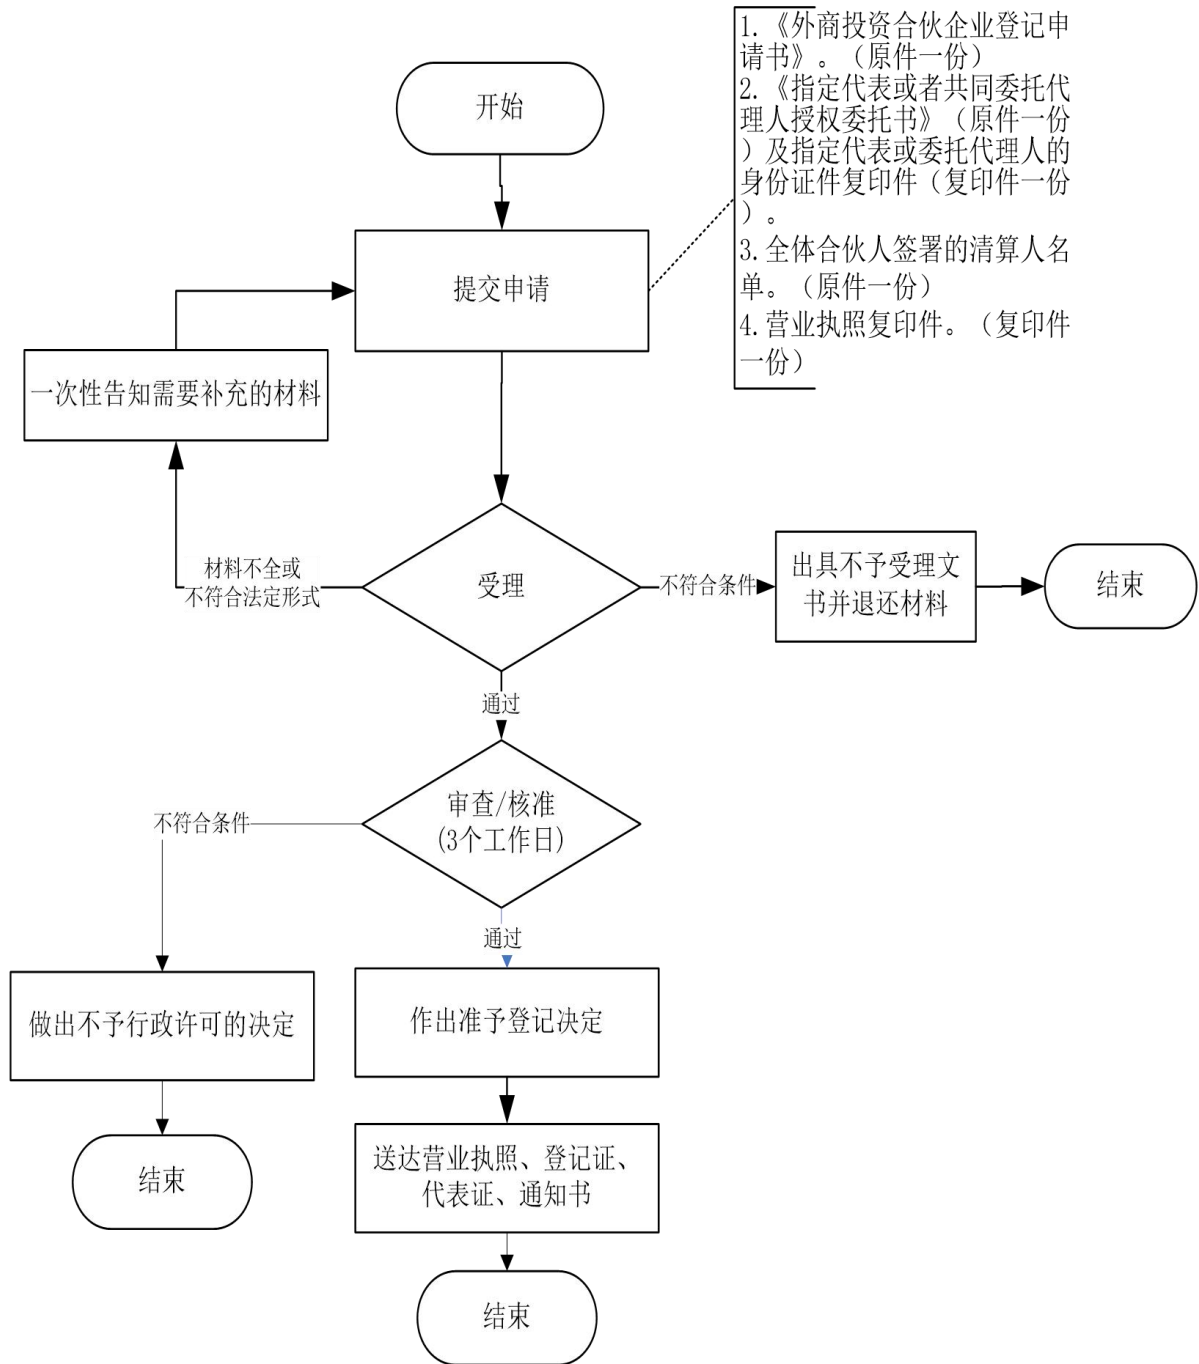 1.《外商投资合伙企业登记申
请书》。（原件一份）
2.《指定代表或者共同委托代
理人授权委托书》（原件一份
）及指定代表或委托代理人的
身份证件复印件（复印件一份
）。
3.全体合伙人签署的清算人名
单。（原件一份）
4.营业执照复印件。（复印件
一份）
开始
提交申请
一次性告知需要补充的材料
材料不全或
不符合法定形式
受理
不符合条件
出具不予受理文
书并退还材料
结束
通过
审查/核准
(3个工作日)
不符合条件
通过
做出不予行政许可的决定
作出准予登记决定
送达营业执照、登记证、
代表证、通知书
结束
结束